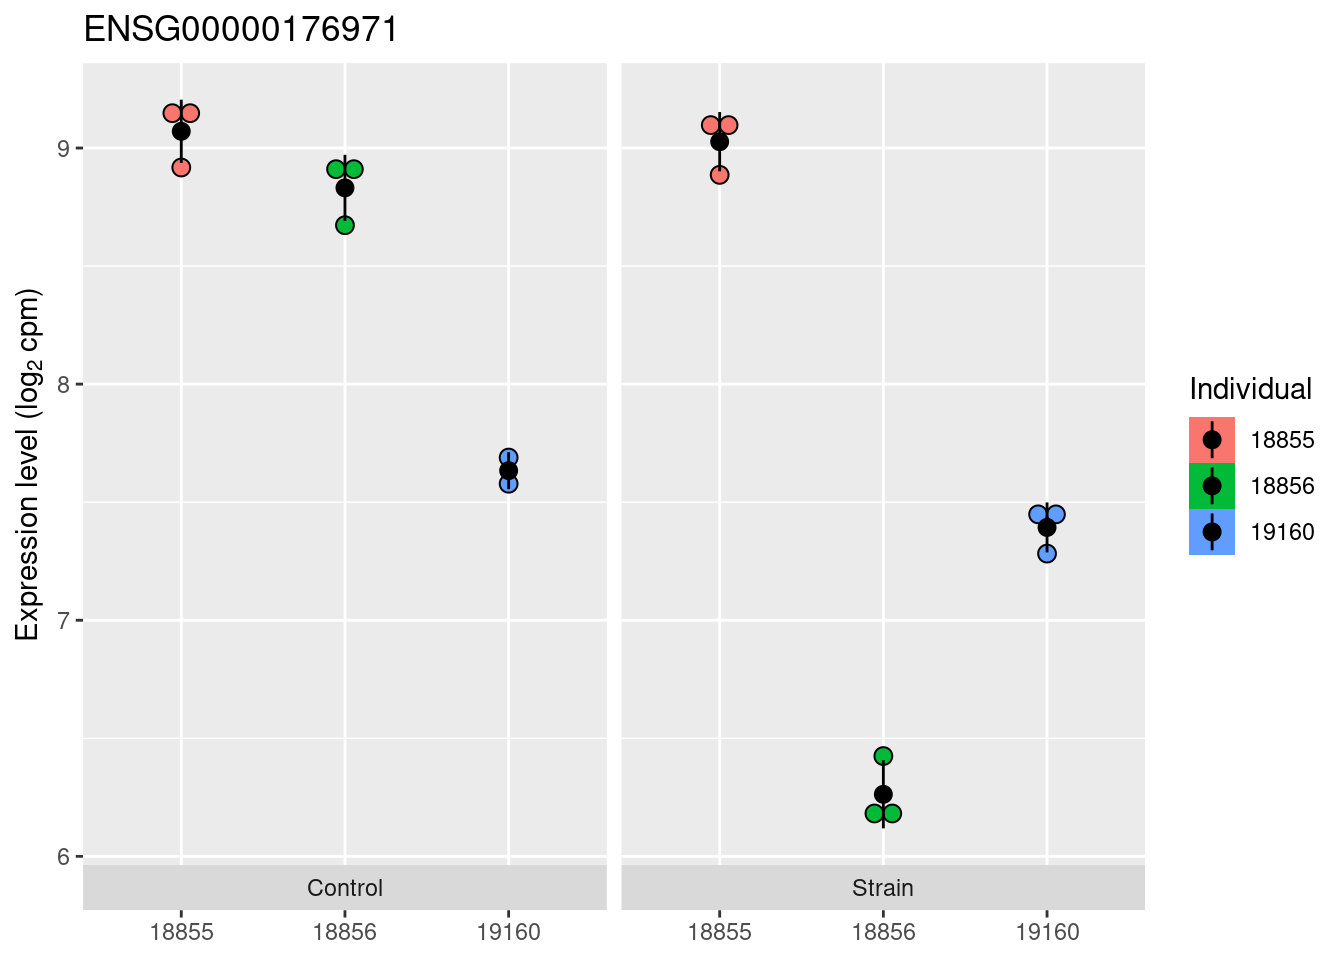 ENSG00000176971
Expression level (log₂ cpm)
9
8
7
6
Control
Strain
18855
18856
19160
18855
18856
19160
Individual
18855
18856
19160